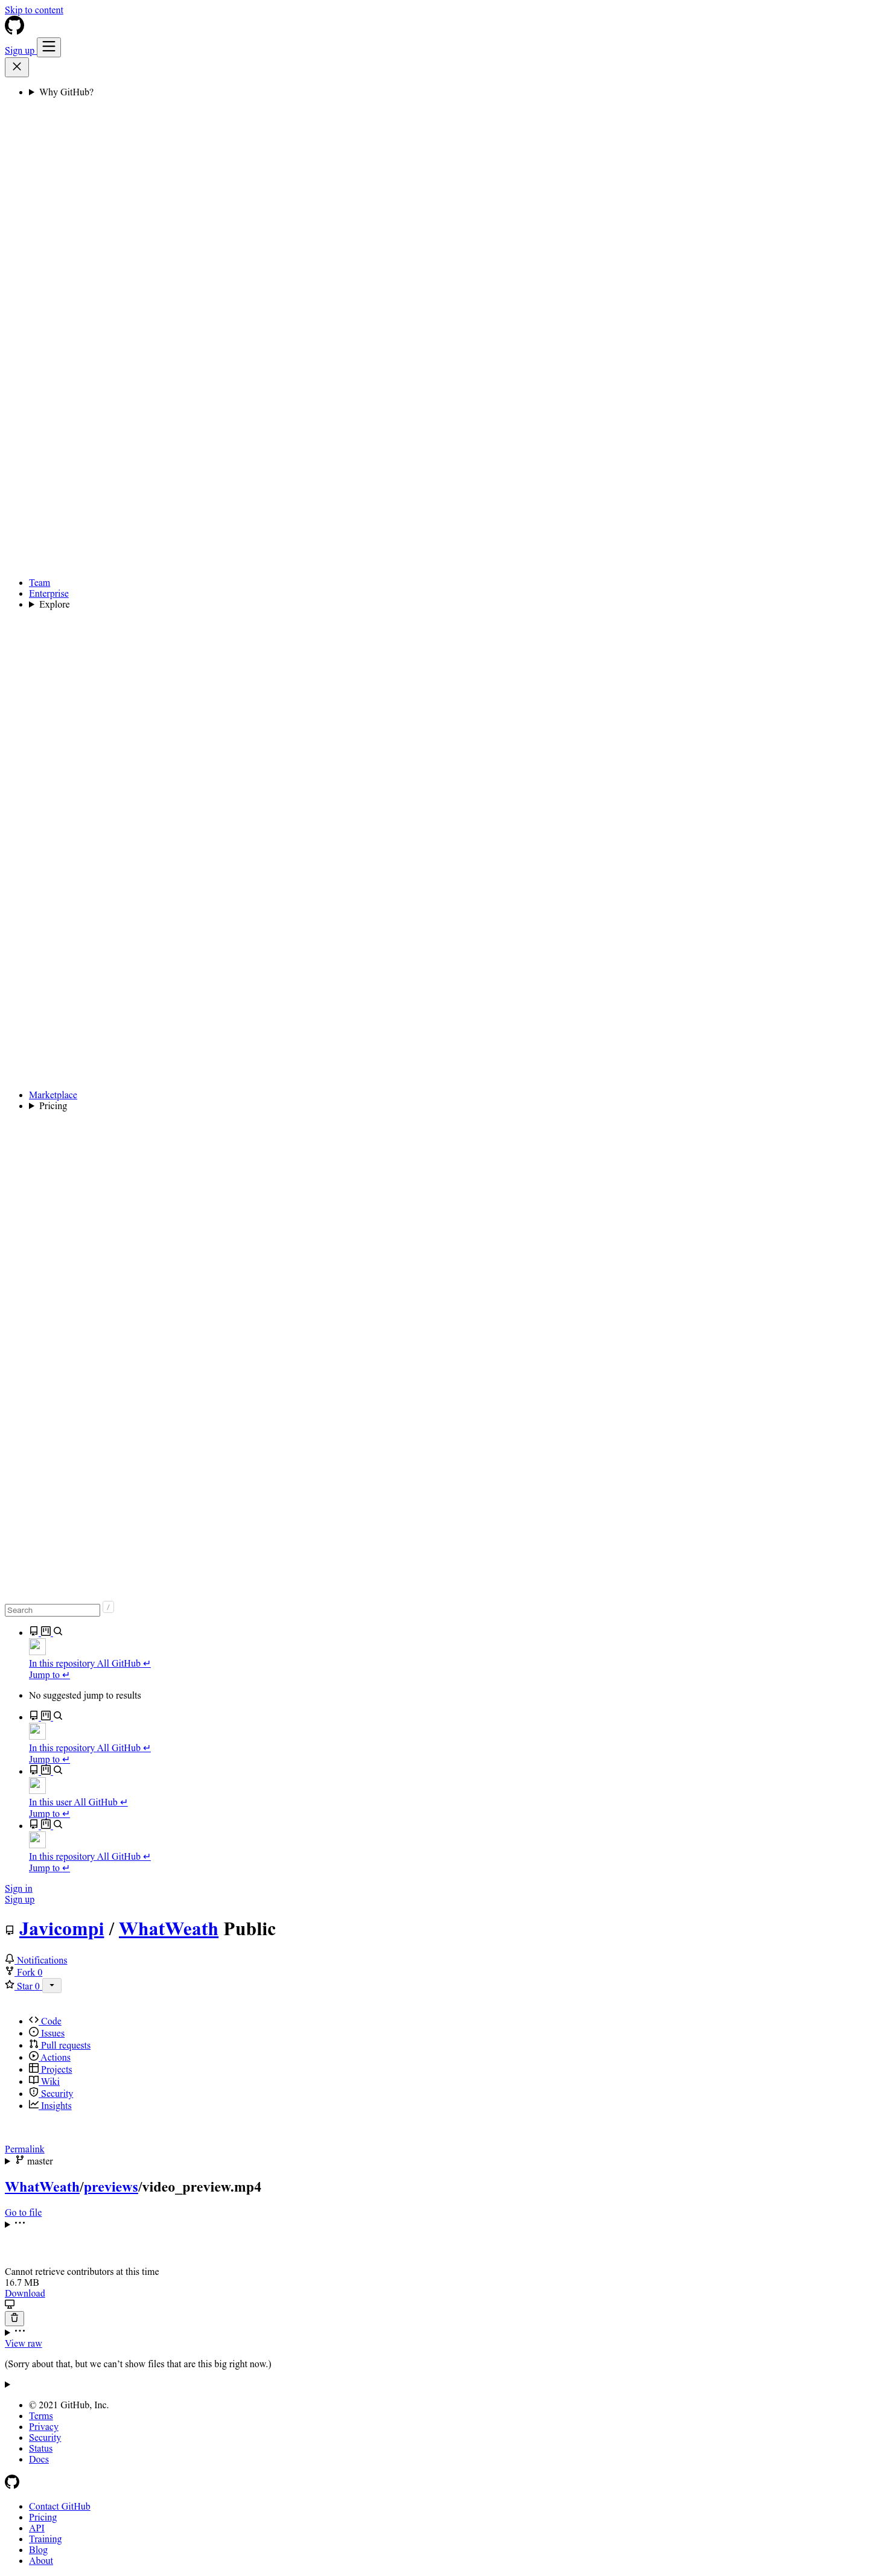 Skip to content
Sign up
Why GitHub?
Team
Enterprise
Explore
Marketplace
Pricing
Search /
In this repository All GitHub ↵
Jump to ↵
No suggested jump to results
In this repository All GitHub ↵
Jump to ↵
In this user All GitHub ↵
Jump to ↵
In this repository All GitHub ↵
Jump to ↵
Sign in
Sign up
Javicompi / WhatWeath Public
Notifications
Fork 0
Star 0
Code
Issues
Pull requests
Actions
Projects
Wiki
Security
Insights
Permalink
master
WhatWeath/previews/video_preview.mp4
Go to file
Cannot retrieve contributors at this time
16.7 MB
Download
View raw
(Sorry about that, but we can’t show files that are this big right now.)
© 2021 GitHub, Inc.
Terms
Privacy
Security
Status
Docs
Contact GitHub
Pricing
API
Training
Blog
About